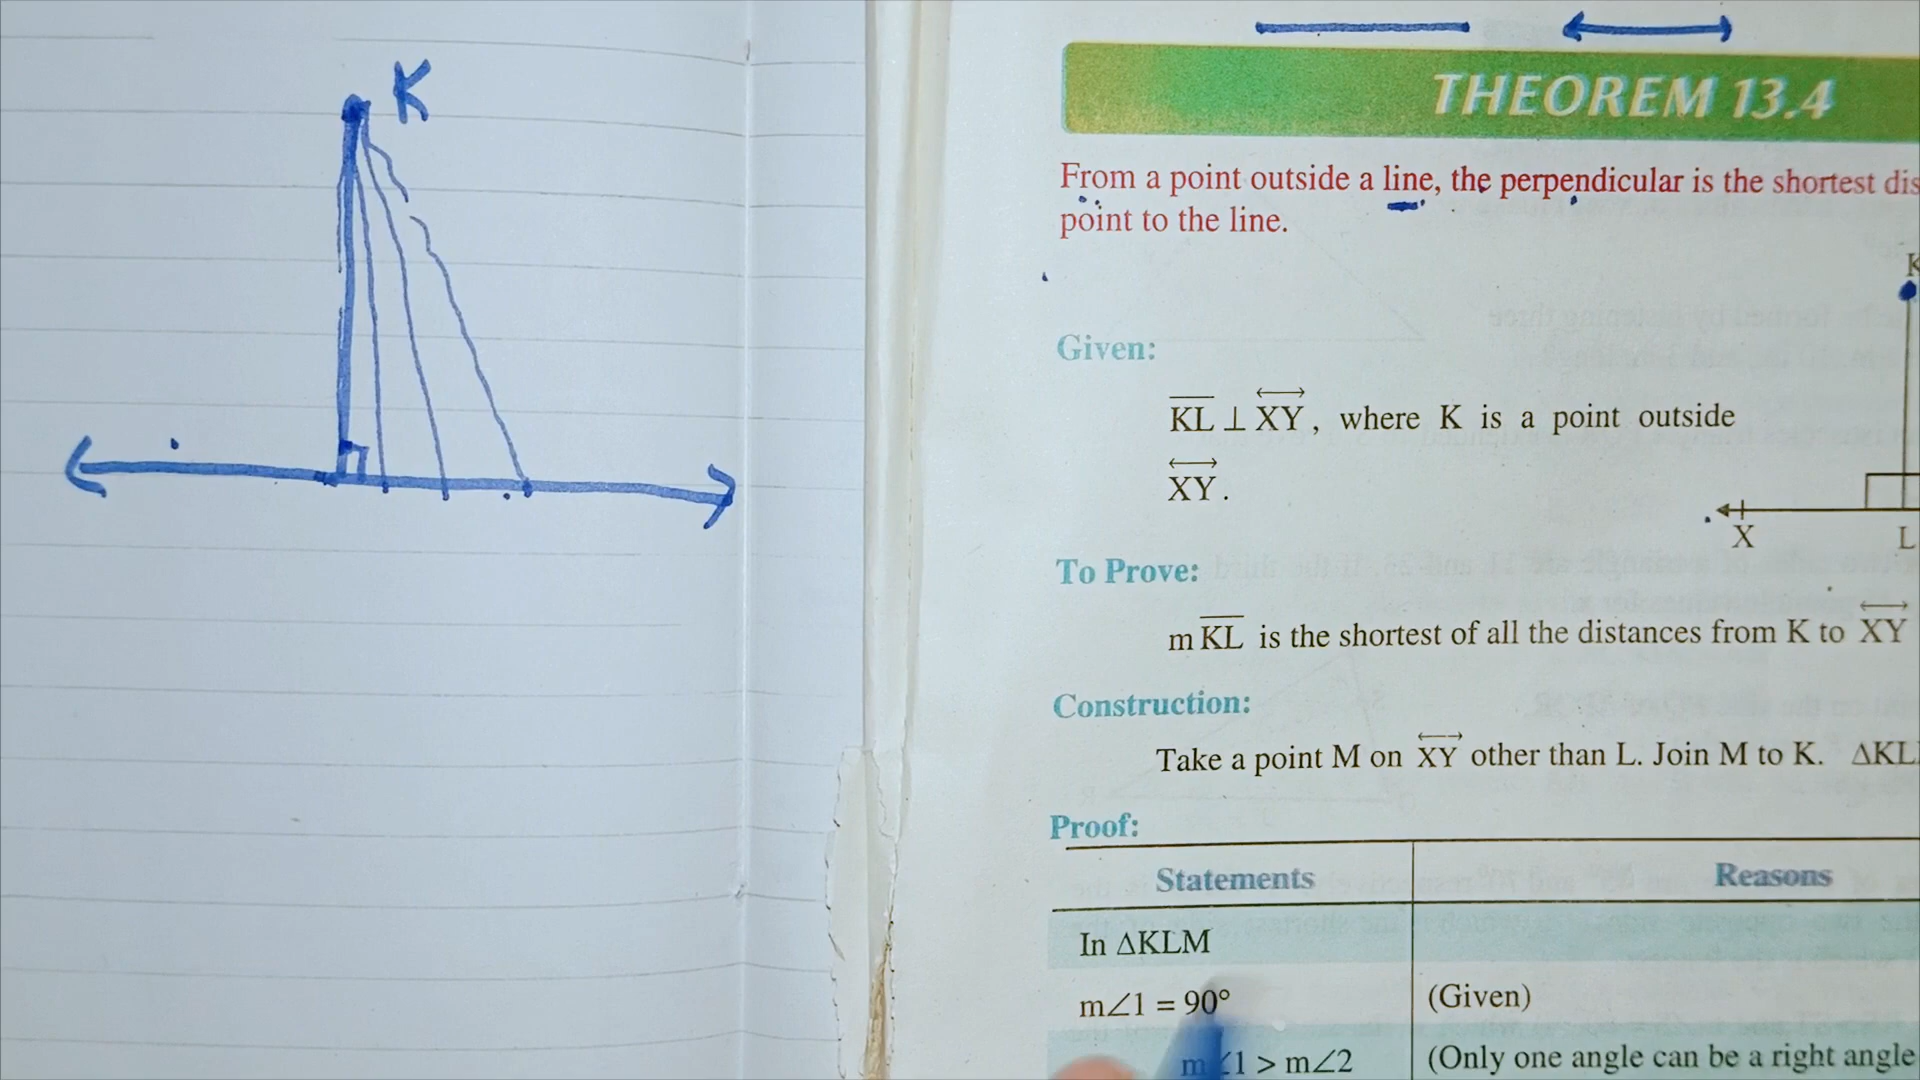 K
THEOREM 13.4
From a point outside a line, the perpendicular is the shortest
point to the line.
K
Given:
KL ⊥ XY, where K is a point outside
XY.
X L
To Prove:
m KL is the shortest of all the distances from K to XY
Construction:
Take a point M on XY other than L. Join M to K.
Proof:
Statements Reasons
In ΔKLM
m∠1 = 90° (Given)
m∠1 > m∠2 (Only one angle can be a right angle